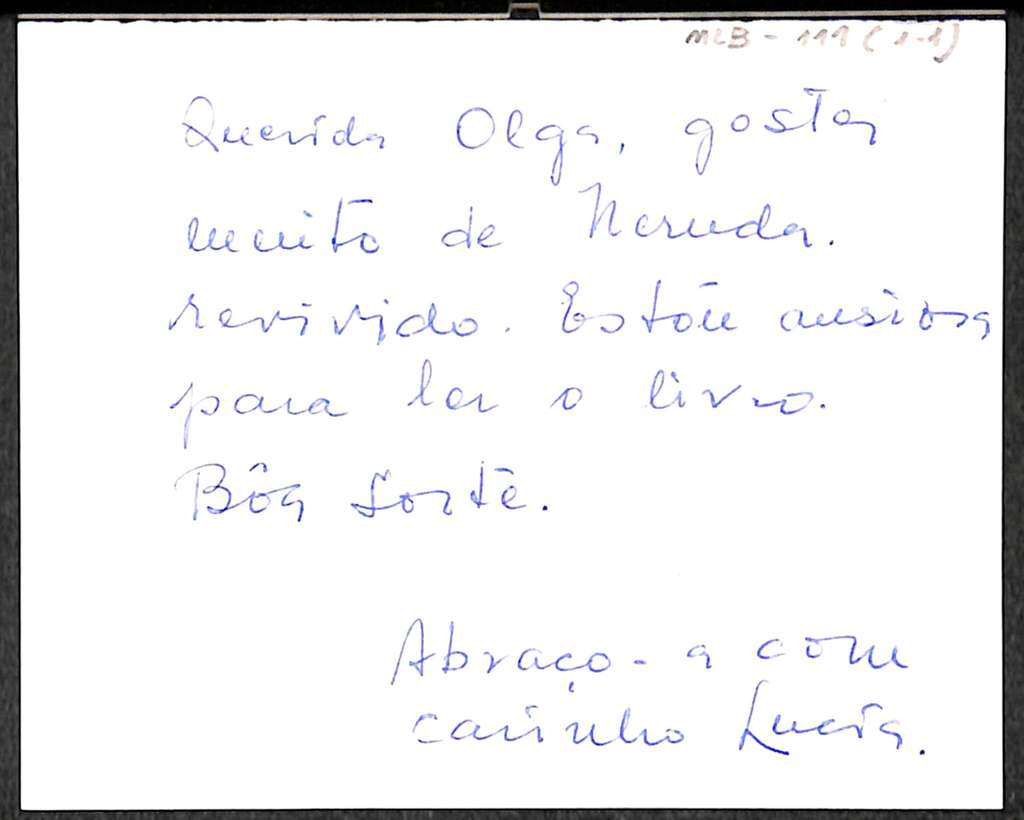 MLB - 111 (1-1)
Querida Olga, gostei
muito de Neruda.
revivido. Estou ansiosa
para ler o livro.
Bôa Sorte.
Abraço-a com
carinho Lucia.